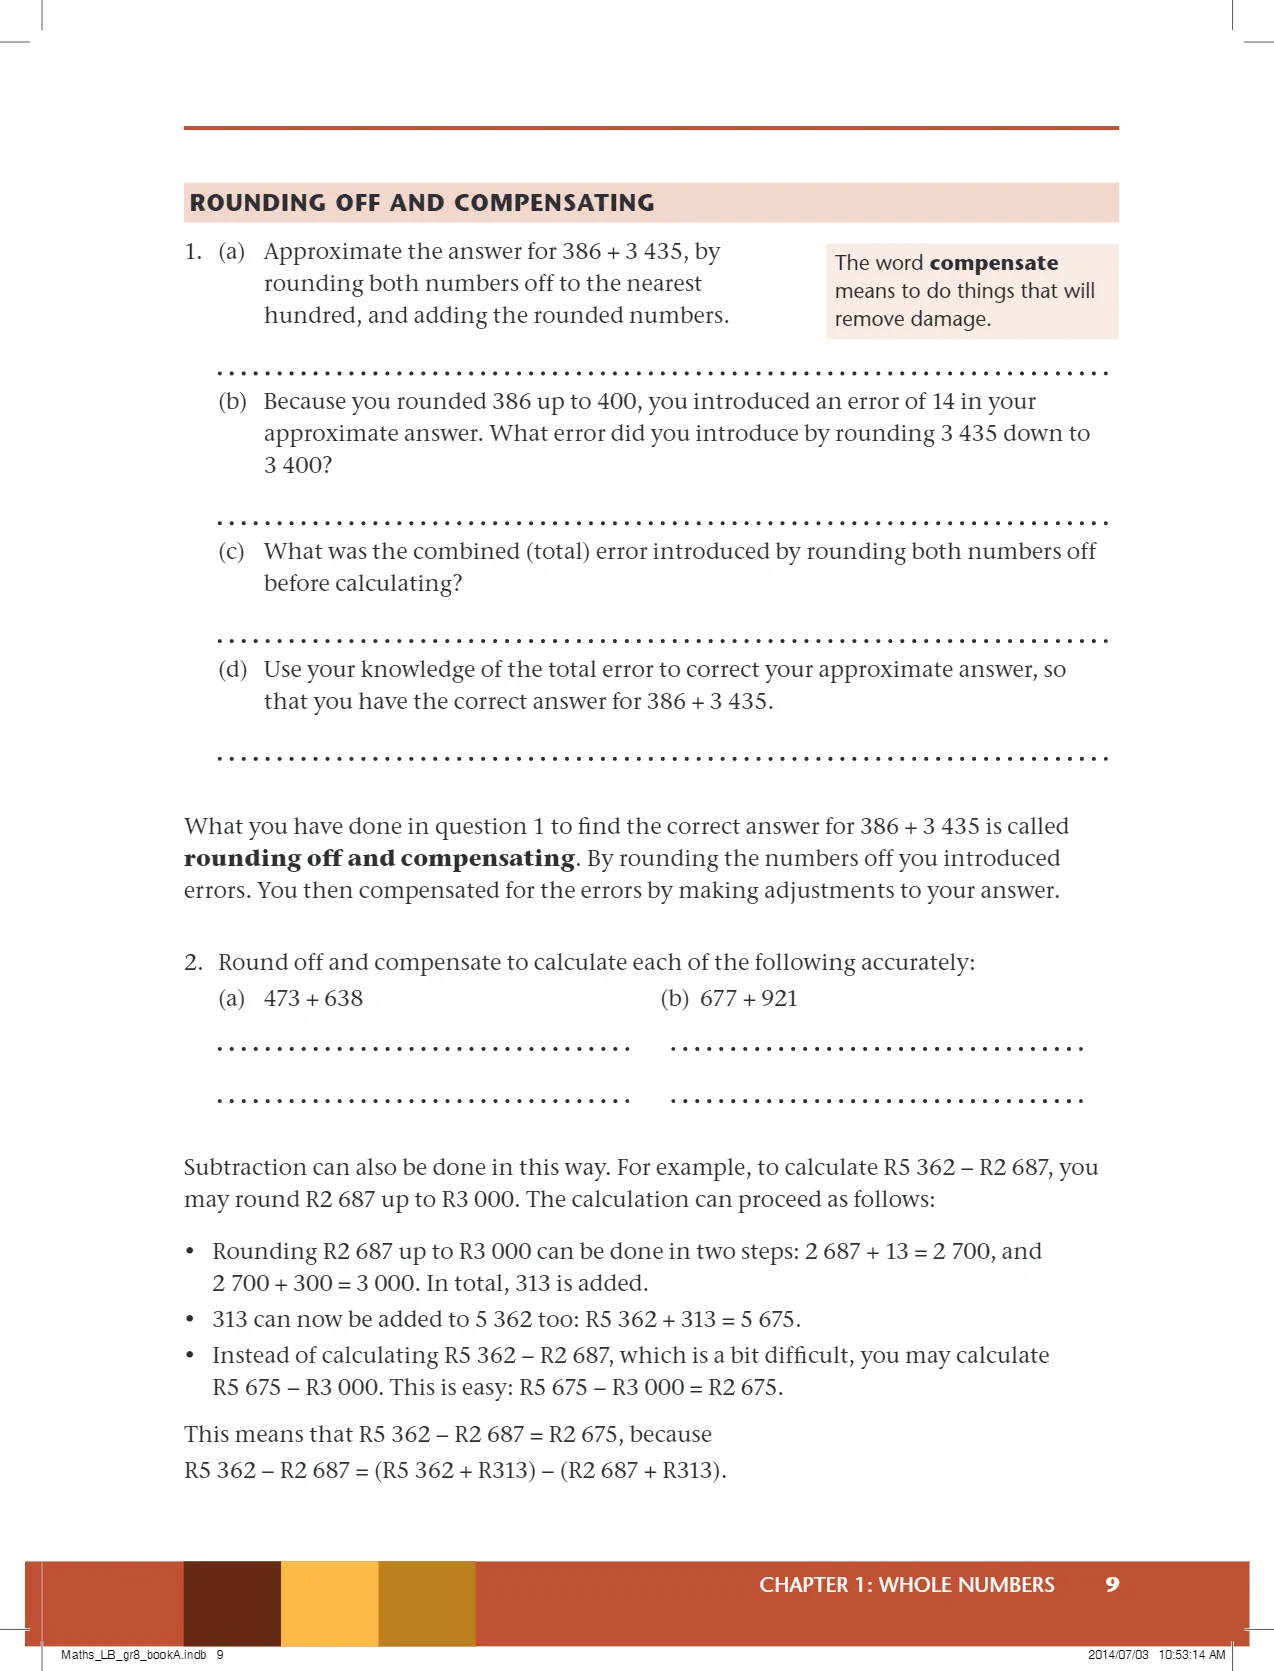 ROUNDING OFF AND COMPENSATING
1. (a) Approximate the answer for 386 + 3 435, by
rounding both numbers off to the nearest
hundred, and adding the rounded numbers.
The word compensate
means to do things that will
remove damage.
(b) Because you rounded 386 up to 400, you introduced an error of 14 in your
approximate answer. What error did you introduce by rounding 3 435 down to
3 400?
(c) What was the combined (total) error introduced by rounding both numbers off
before calculating?
(d) Use your knowledge of the total error to correct your approximate answer, so
that you have the correct answer for 386 + 3 435.
What you have done in question 1 to find the correct answer for 386 + 3 435 is called
rounding off and compensating. By rounding the numbers off you introduced
errors. You then compensated for the errors by making adjustments to your answer.
2. Round off and compensate to calculate each of the following accurately:
(a) 473 + 638 (b) 677 + 921
Subtraction can also be done in this way. For example, to calculate R5 362 – R2 687, you
may round R2 687 up to R3 000. The calculation can proceed as follows:
• Rounding R2 687 up to R3 000 can be done in two steps: 2 687 + 13 = 2 700, and
2 700 + 300 = 3 000. In total, 313 is added.
• 313 can now be added to 5 362 too: R5 362 + 313 = 5 675.
• Instead of calculating R5 362 – R2 687, which is a bit difficult, you may calculate
R5 675 – R3 000. This is easy: R5 675 – R3 000 = R2 675.
This means that R5 362 – R2 687 = R2 675, because
R5 362 – R2 687 = (R5 362 + R313) – (R2 687 + R313).
CHAPTER 1: WHOLE NUMBERS 9
Maths_LB_gr8_bookA.indb 9 2014/07/03 10:53:14 AM